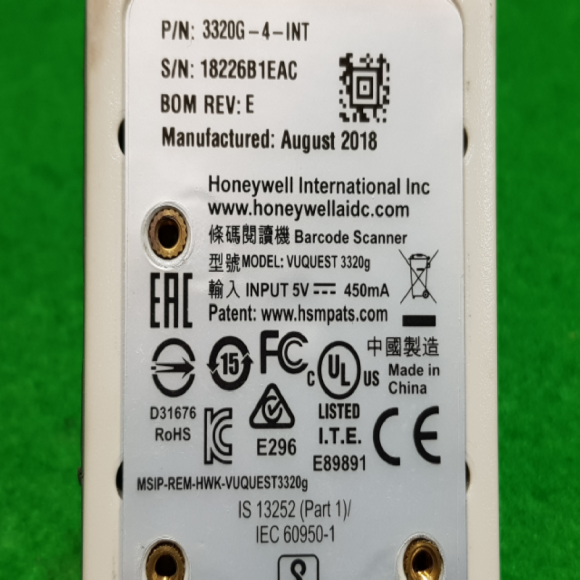 P/N: 3320G-4-INT
S/N: 18226B1EAC
BOM REV: E
Manufactured: August 2018
Honeywell International Inc
www.honeywellaidc.com
條碼閱讀機 Barcode Scanner
型號 MODEL: VUQUEST 3320g
輸入 INPUT 5V 450mA
Patent: www.hsmpats.com
EAC
15
FC
C UL US
中國製造
Made in
China
D31676
RoHS
E296
LISTED
I.T.E.
E89891
CE
MSIP-REM-HWK-VUQUEST3320g
IS 13252 (Part 1)/
IEC 60950-1